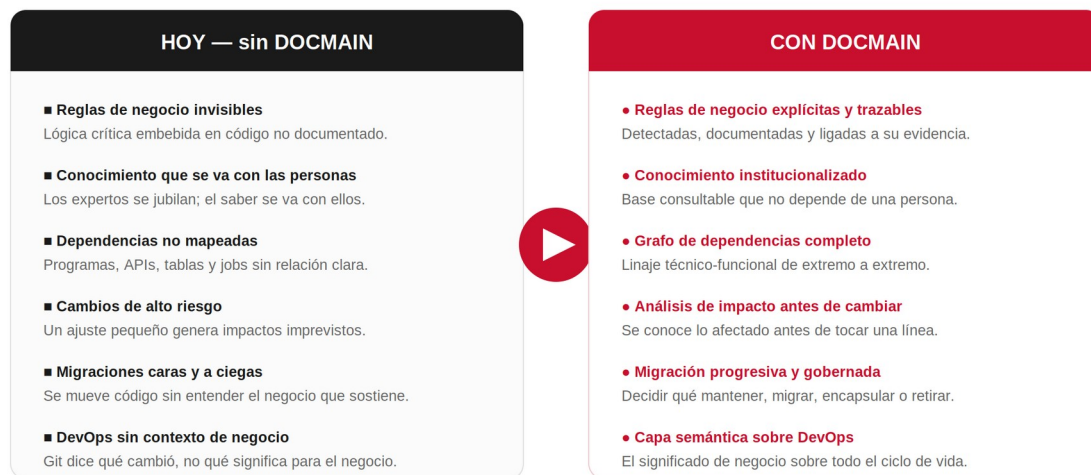 HOY — sin DOCMAIN
■ Reglas de negocio invisibles
Lógica crítica embebida en código no documentado.
■ Conocimiento que se va con las personas
Los expertos se jubilan; el saber se va con ellos.
■ Dependencias no mapeadas
Programas, APIs, tablas y jobs sin relación clara.
■ Cambios de alto riesgo
Un ajuste pequeño genera impactos imprevistos.
■ Migraciones caras y a ciegas
Se mueve código sin entender el negocio que sostiene.
■ DevOps sin contexto de negocio
Git dice qué cambió, no qué significa para el negocio.
CON DOCMAIN
● Reglas de negocio explícitas y trazables
Detectadas, documentadas y ligadas a su evidencia.
● Conocimiento institucionalizado
Base consultable que no depende de una persona.
● Grafo de dependencias completo
Linaje técnico-funcional de extremo a extremo.
● Análisis de impacto antes de cambiar
Se conoce lo afectado antes de tocar una línea.
● Migración progresiva y gobernada
Decidir qué mantener, migrar, encapsular o retirar.
● Capa semántica sobre DevOps
El significado de negocio sobre todo el ciclo de vida.